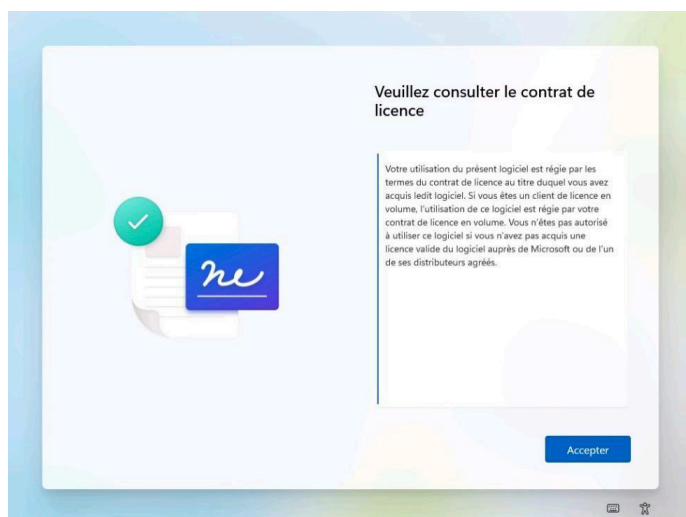 Veuillez consulter le contrat de
licence
Votre utilisation du présent logiciel est régie par les
termes du contrat de licence au titre duquel vous avez
acquis ledit logiciel. Si vous êtes un client de licence en
volume, l'utilisation de ce logiciel est régie par votre
contrat de licence en volume. Vous n'êtes pas autorisé
à utiliser ce logiciel si vous n'avez pas acquis une
licence valide du logiciel auprès de Microsoft ou de l'un
de ses distributeurs agréés.
Accepter